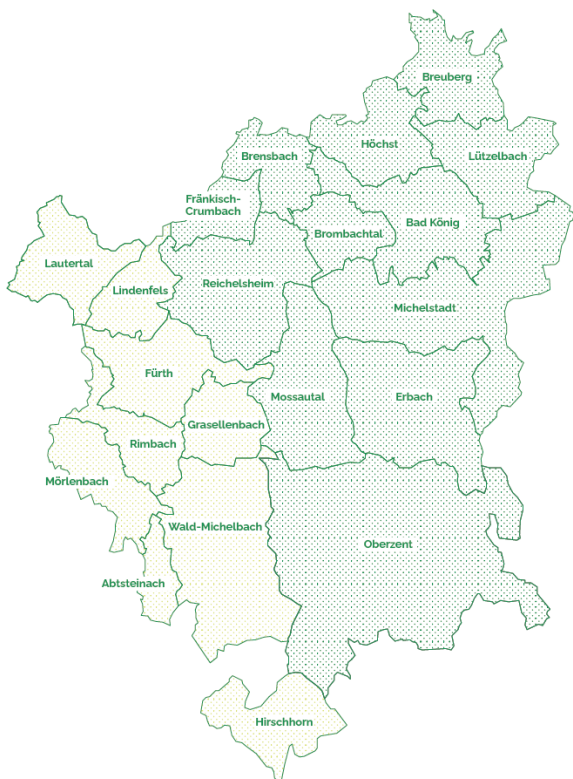 Breuberg
Höchst
Brensbach
Lützelbach
Fränkisch-
Crumbach
Bad König
Brombachtal
Lautertal
Lindenfels
Reichelsheim
Michelstadt
Fürth
Mossautal
Erbach
Grasellenbach
Rimbach
Mörlenbach
Wald-Michelbach
Oberzent
Abtsteinach
Hirschhorn